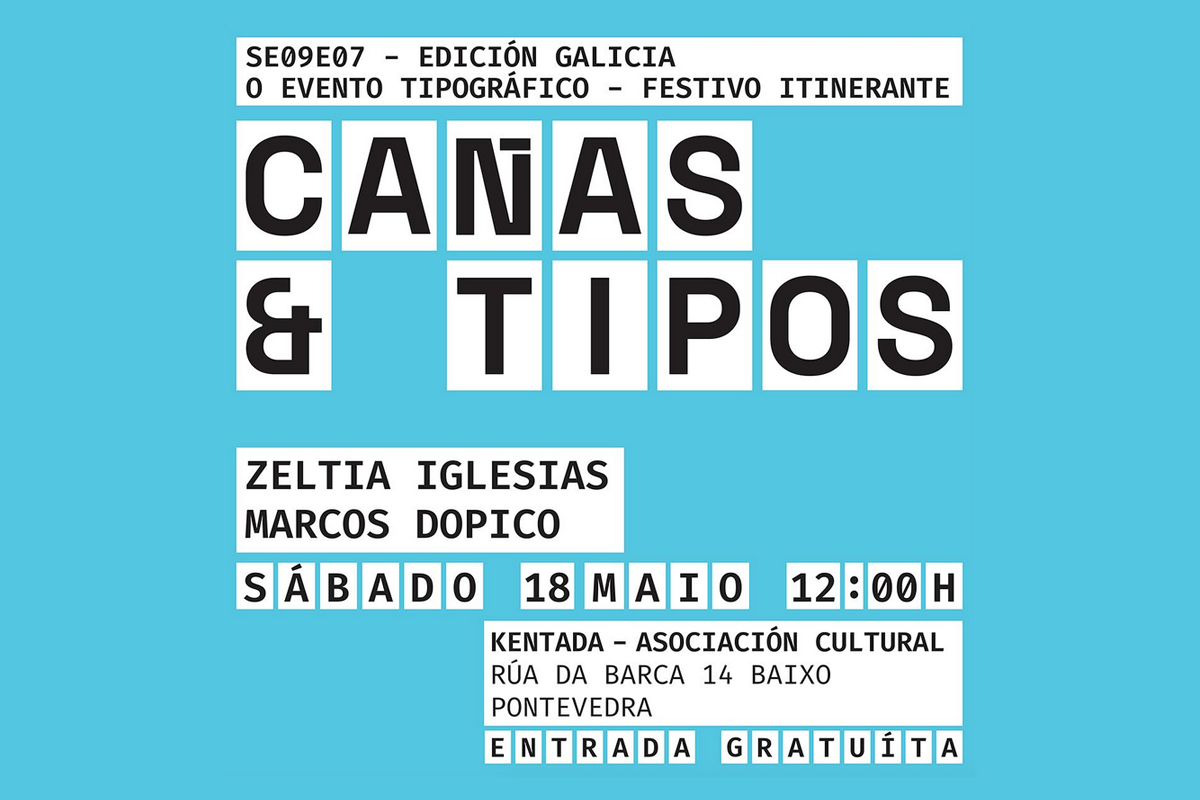 SE09E07 – EDICIÓN GALICIA
O EVENTO TIPOGRÁFICO – FESTIVO ITINERANTE
CAÑAS
& TIPOS
ZELTIA IGLESIAS
MARCOS DOPICO
SÁBADO 18 MAIO 12:00H
KENTADA – ASOCIACIÓN CULTURAL
RÚA DA BARCA 14 BAIXO
PONTEVEDRA
ENTRADA GRATUÍTA